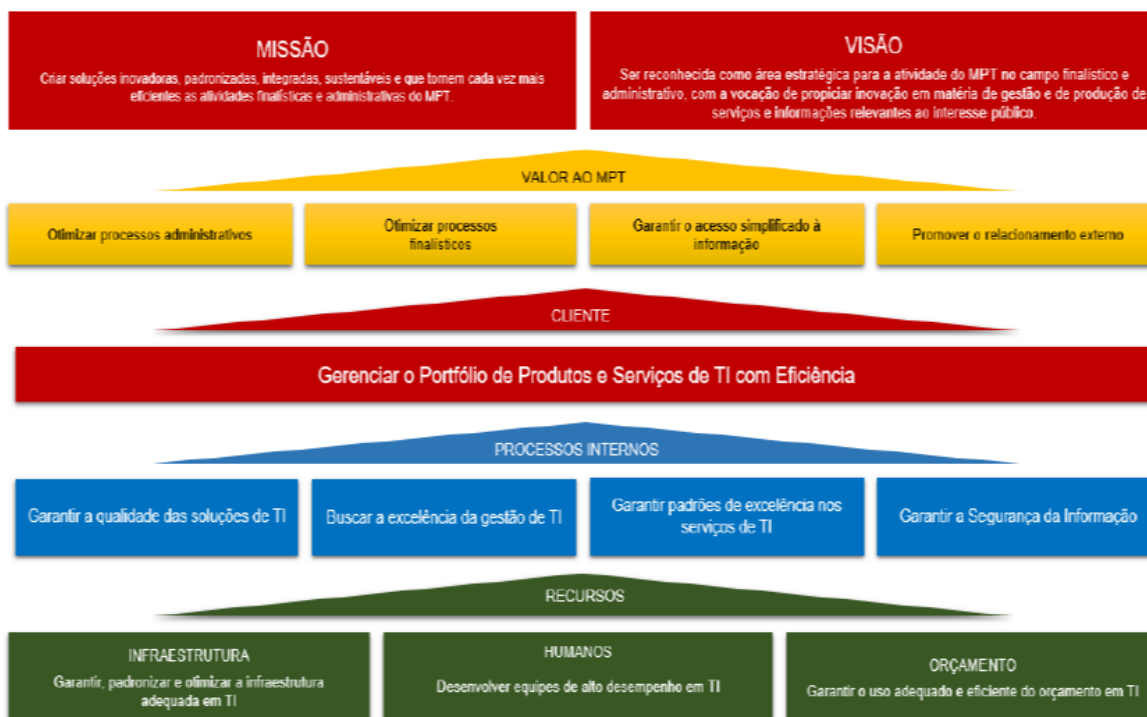 MISSÃO
Criar soluções inovadoras, padronizadas, integradas, sustentáveis e que tornem cada vez mais
eficientes as atividades finalísticas e administrativas do MPT.
VISÃO
Ser reconhecida como área estratégica para a atividade do MPT no campo finalístico e
administrativo, com a vocação de propiciar inovação em matéria de gestão e de produção de
serviços e informações relevantes ao interesse público.
VALOR AO MPT
Otimizar processos administrativos
Otimizar processos
finalísticos
Garantir o acesso simplificado à
informação
Promover o relacionamento externo
CLIENTE
Gerenciar o Portfólio de Produtos e Serviços de TI com Eficiência
PROCESSOS INTERNOS
Garantir a qualidade das soluções de TI
Buscar a excelência da gestão de TI
Garantir padrões de excelência nos
serviços de TI
Garantir a Segurança da Informação
RECURSOS
INFRAESTRUTURA
Garantir, padronizar e otimizar a infraestrutura
adequada em TI
HUMANOS
Desenvolver equipes de alto desempenho em TI
ORÇAMENTO
Garantir o uso adequado e eficiente do orçamento em TI